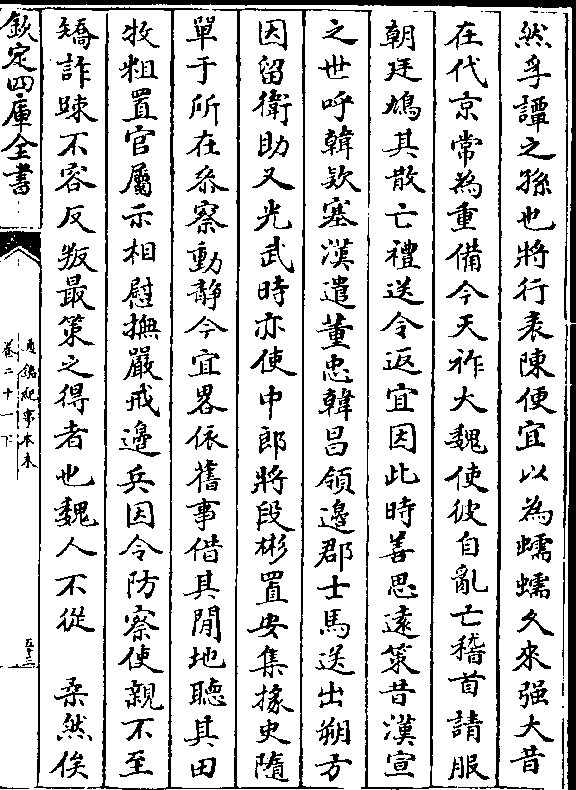 然孚譚之孫也將行表陳便宜以為蠕蠕久來强大昔
在代京常為重備今天祚大魏使彼自亂亡稽首請服
朝廷鳩其散亡禮送令返宜因此時善思遠策昔漢宣
之世呼韓欵塞漢遣董忠韓昌領邊郡士馬送出朔方
因留衛助又光武時亦使中郎將段彬置安集掾史隨
單于所在叅察動靜今宜畧依舊事借其閒地聽其田
牧粗置官屬示相慰撫嚴戒邊兵因令防察使親不至
矯詐踈不容反叛最策之得者也魏人不從　柔然俟
欽定四庫全書
通鑑紀事本末
卷二十一下
五十二